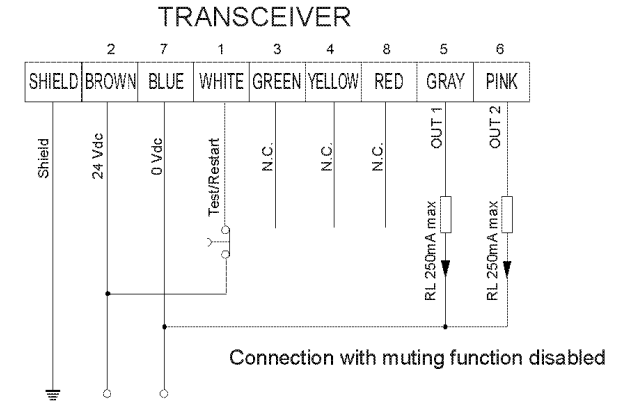 TRANSCEIVER
2 7 1 3 4 8 5 6
SHIELD BROWN BLUE WHITE GREEN YELLOW RED GRAY PINK
Shield
24 Vdc
0 Vdc
Test/Restart
N.C.
N.C.
N.C.
OUT 1
RL 250mA max
OUT 2
RL 250mA max
Connection with muting function disabled